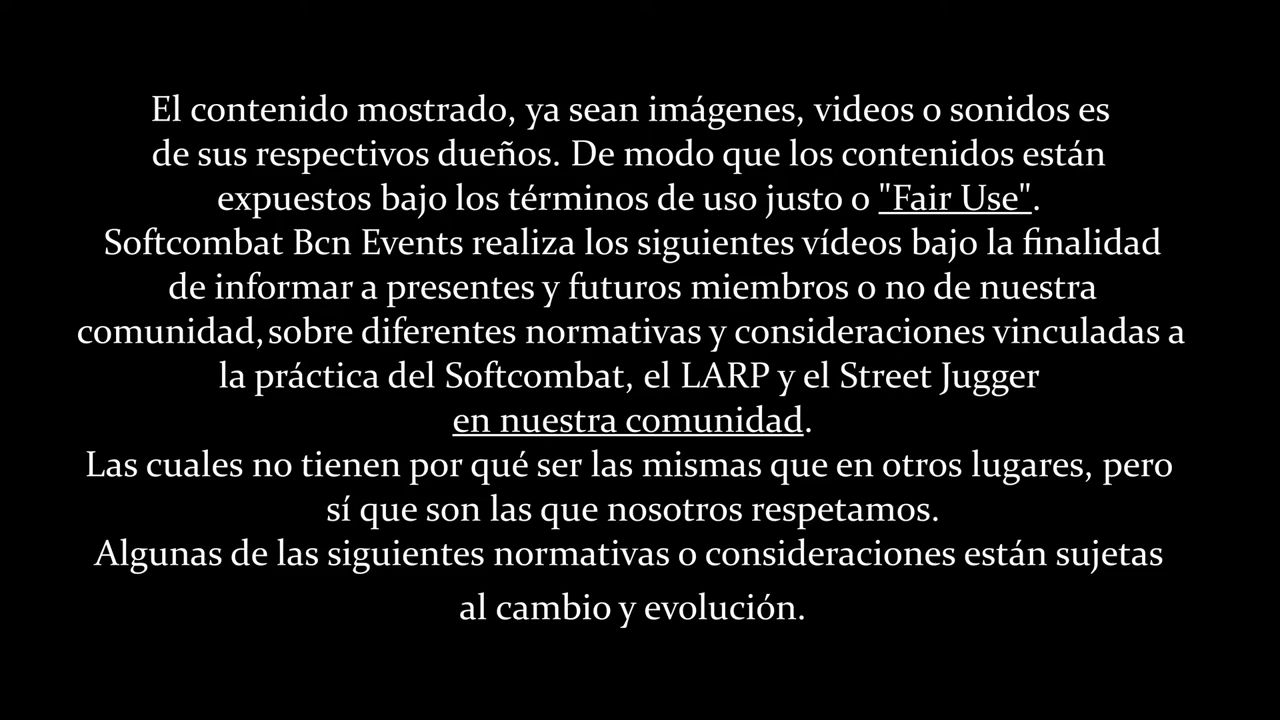 El contenido mostrado, ya sean imágenes, videos o sonidos es
de sus respectivos dueños. De modo que los contenidos están
expuestos bajo los términos de uso justo o "Fair Use".
Softcombat Bcn Events realiza los siguientes vídeos bajo la finalidad
de informar a presentes y futuros miembros o no de nuestra
comunidad, sobre diferentes normativas y consideraciones vinculadas a
la práctica del Softcombat, el LARP y el Street Jugger
en nuestra comunidad.
Las cuales no tienen por qué ser las mismas que en otros lugares, pero
sí que son las que nosotros respetamos.
Algunas de las siguientes normativas o consideraciones están sujetas
al cambio y evolución.